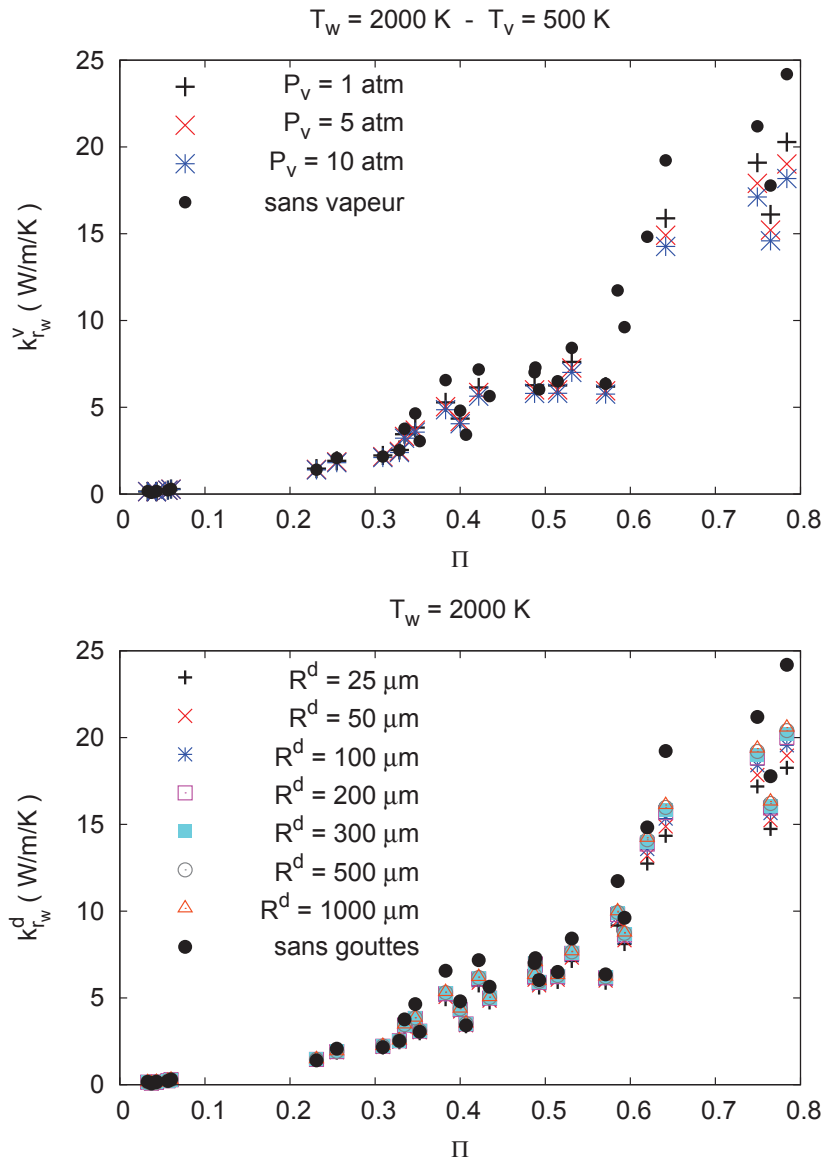 T_w = 2000 K - T_v = 500 K
k_{r_w}^v ( W/m/K )
25
20
15
10
5
0
P_v = 1 atm
P_v = 5 atm
P_v = 10 atm
sans vapeur
0 0.1 0.2 0.3 0.4 0.5 0.6 0.7 0.8
Π
T_w = 2000 K
k_{r_w}^d ( W/m/K )
25
20
15
10
5
0
R^d = 25 μm
R^d = 50 μm
R^d = 100 μm
R^d = 200 μm
R^d = 300 μm
R^d = 500 μm
R^d = 1000 μm
sans gouttes
0 0.1 0.2 0.3 0.4 0.5 0.6 0.7 0.8
Π